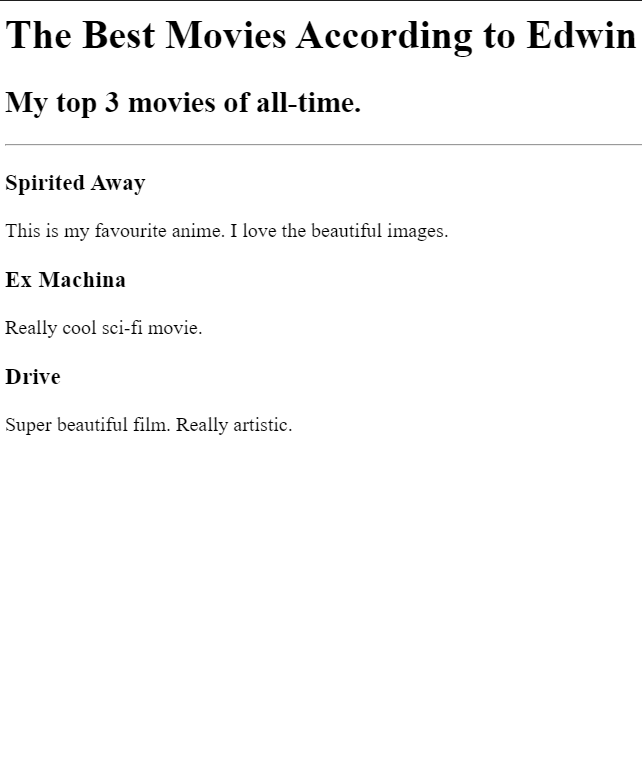 The Best Movies According to Edwin
My top 3 movies of all-time.
Spirited Away
This is my favourite anime. I love the beautiful images.
Ex Machina
Really cool sci-fi movie.
Drive
Super beautiful film. Really artistic.